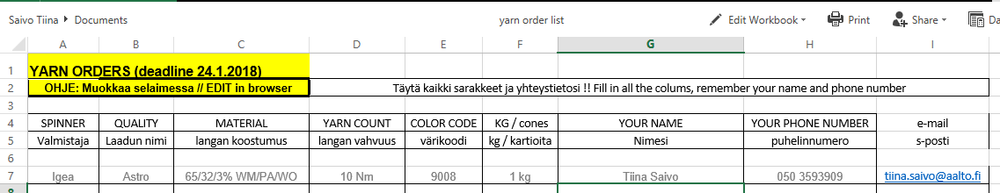 Saivo Tiina ▸ Documents yarn order list Edit Workbook Print Share Da
A B C D E F G H I
1 YARN ORDERS (deadline 24.1.2018)
2 OHJE: Muokkaa selaimessa // EDIT in browser Täytä kaikki sarakkeet ja yhteystietosi !! Fill in all the colums, remember your name and phone number
3
4 SPINNER QUALITY MATERIAL YARN COUNT COLOR CODE KG / cones YOUR NAME YOUR PHONE NUMBER e-mail
5 Valmistaja Laadun nimi langan koostumus langan vahvuus värikoodi kg / kartioita Nimesi puhelinnumero s-posti
6
7 Igea Astro 65/32/3% WM/PA/WO 10 Nm 9008 1 kg Tiina Saivo 050 3593909 tiina.saivo@aalto.fi
8